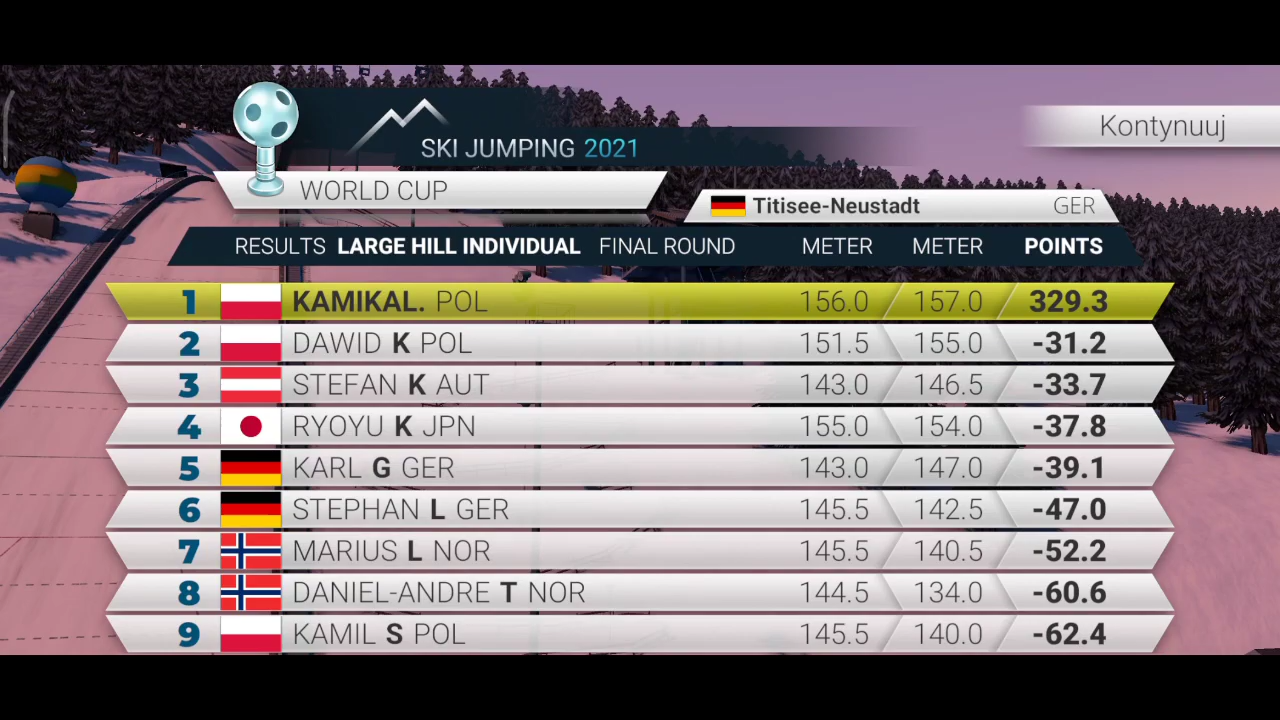 SKI JUMPING 2021
Kontynuuj
WORLD CUP
Titisee-Neustadt GER
RESULTS LARGE HILL INDIVIDUAL FINAL ROUND METER METER POINTS
1 KAMIKAL. POL 156.0 157.0 329.3
2 DAWID K POL 151.5 155.0 -31.2
3 STEFAN K AUT 143.0 146.5 -33.7
4 RYOYU K JPN 155.0 154.0 -37.8
5 KARL G GER 143.0 147.0 -39.1
6 STEPHAN L GER 145.5 142.5 -47.0
7 MARIUS L NOR 145.5 140.5 -52.2
8 DANIEL-ANDRE T NOR 144.5 134.0 -60.6
9 KAMIL S POL 145.5 140.0 -62.4